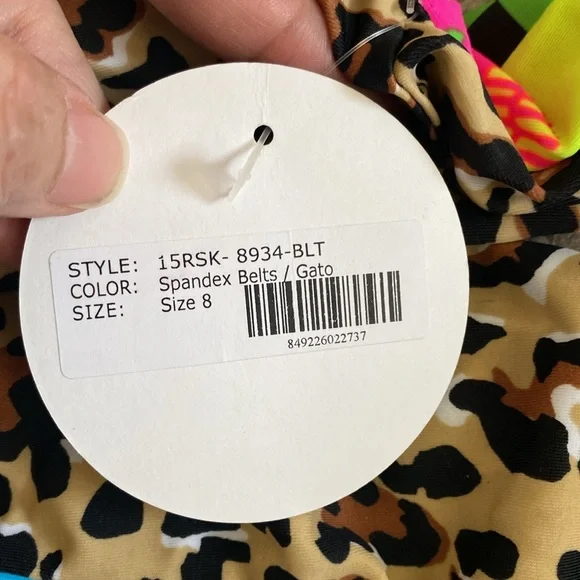 STYLE: 15RSK- 8934-BLT
COLOR: Spandex Belts / Gato
SIZE: Size 8
849226022737